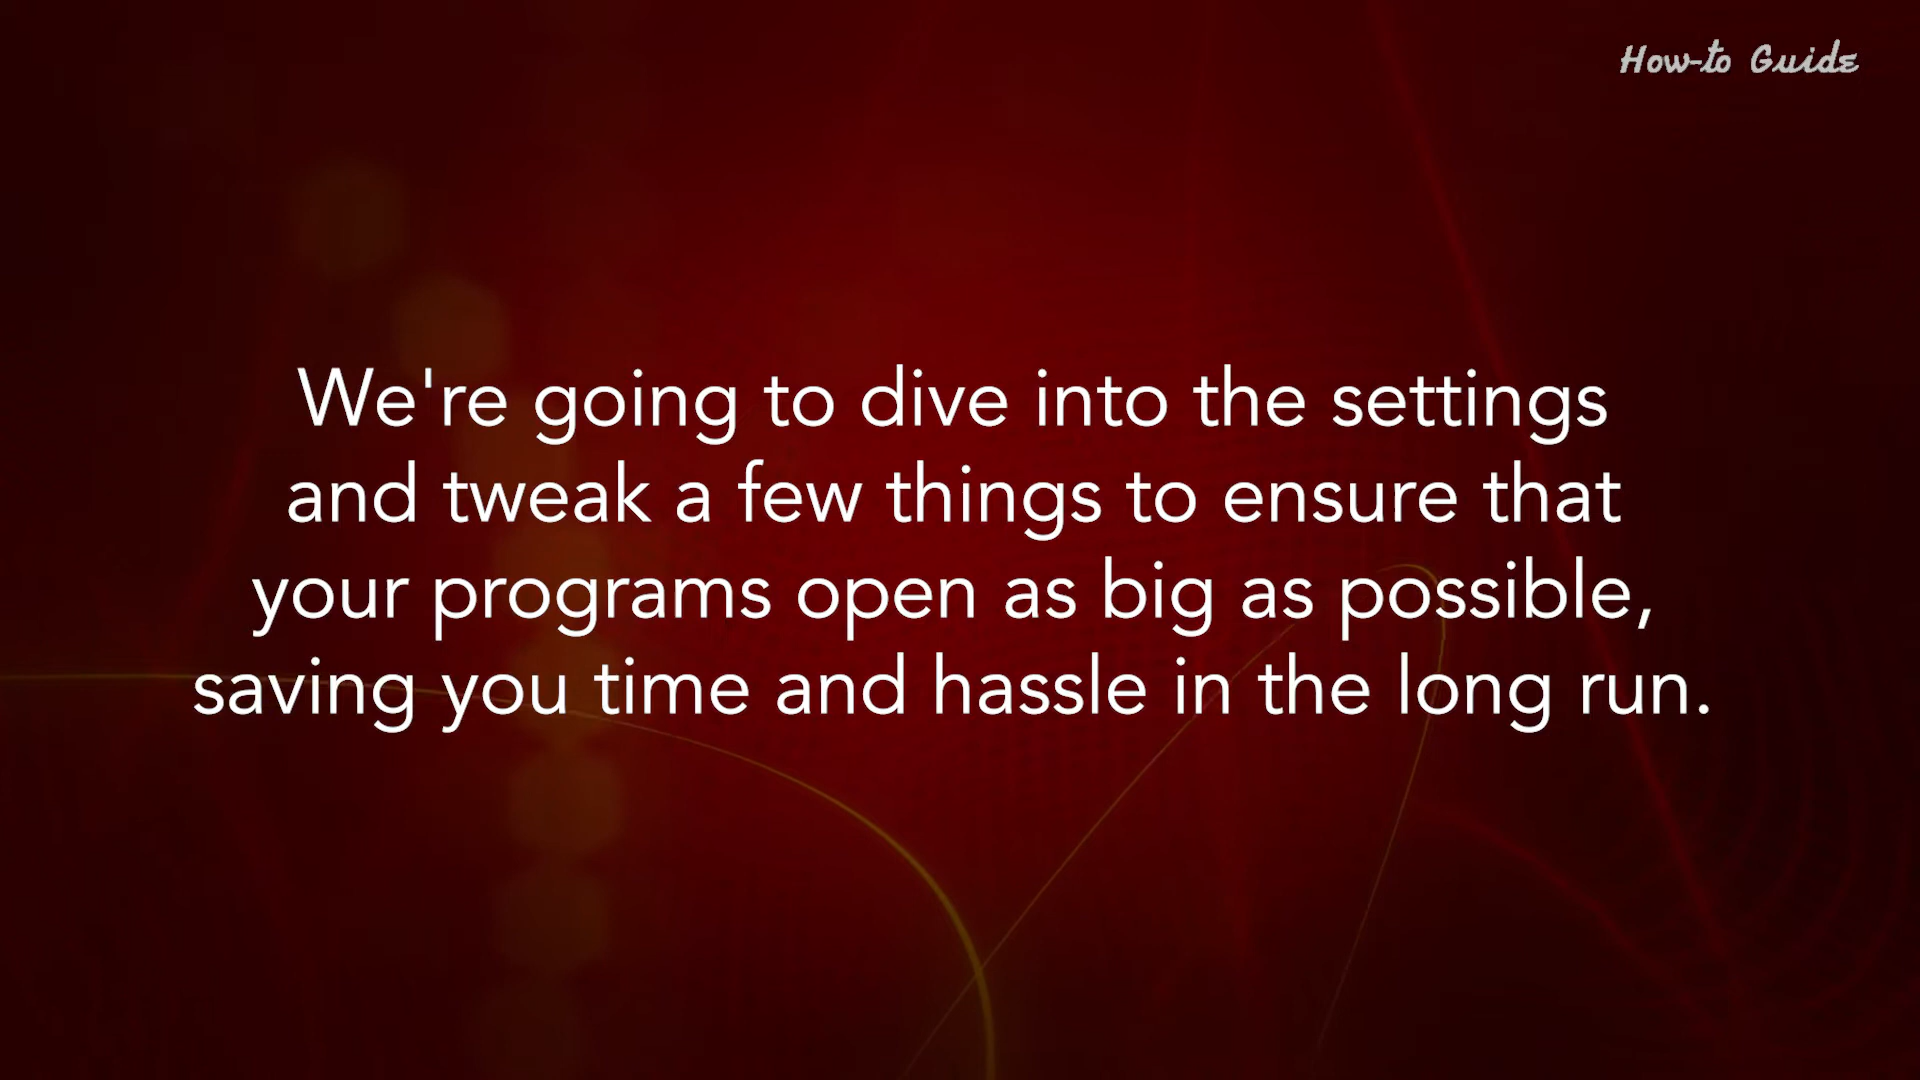 How-to Guide
We're going to dive into the settings
and tweak a few things to ensure that
your programs open as big as possible,
saving you time and hassle in the long run.